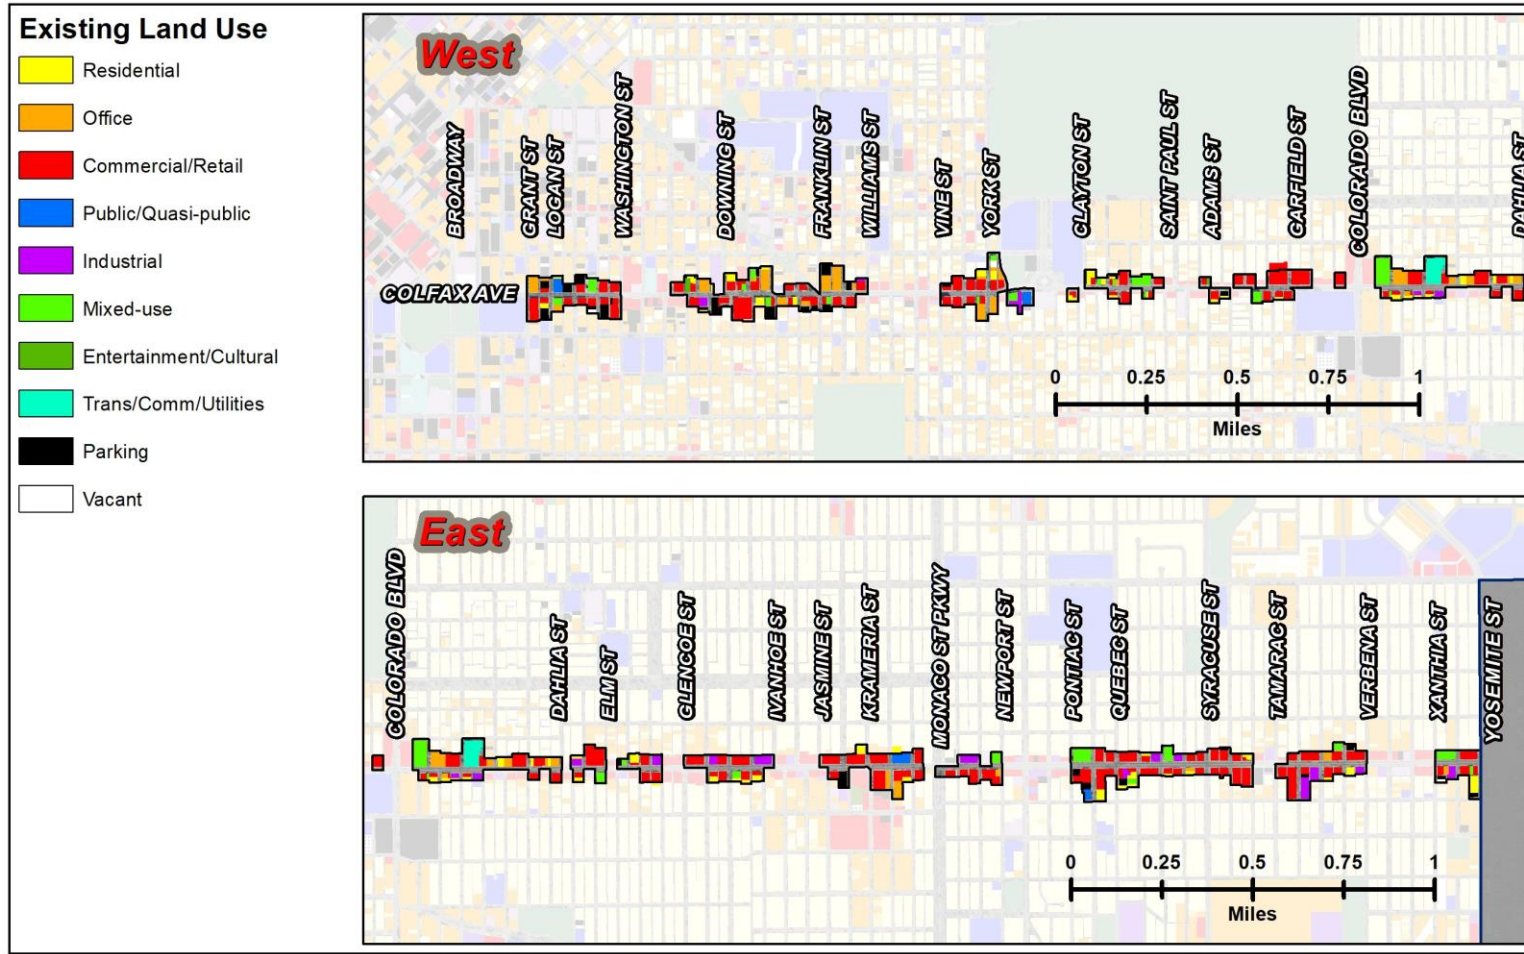 Existing Land Use
Residential
Office
Commercial/Retail
Public/Quasi-public
Industrial
Mixed-use
Entertainment/Cultural
Trans/Comm/Utilities
Parking
Vacant
West
BROADWAY
GRANT ST
LOGAN ST
WASHINGTON ST
DOWNING ST
FRANKLIN ST
WILLIAMS ST
VINE ST
YORK ST
CLAYTON ST
SAINT PAUL ST
ADAMS ST
GARFIELD ST
COLORADO BLVD
DAHLIA ST
COLFAX AVE
0 0.25 0.5 0.75 1
Miles
East
COLORADO BLVD
DAHLIA ST
ELM ST
GLENCOE ST
IVANHOE ST
JASMINE ST
KRAMERIA ST
MONACO ST PKWY
NEWPORT ST
PONTIAC ST
QUEBEC ST
SYRACUSE ST
TAMARAC ST
VERBENA ST
XANTHIA ST
YOSEMITE ST
0 0.25 0.5 0.75 1
Miles